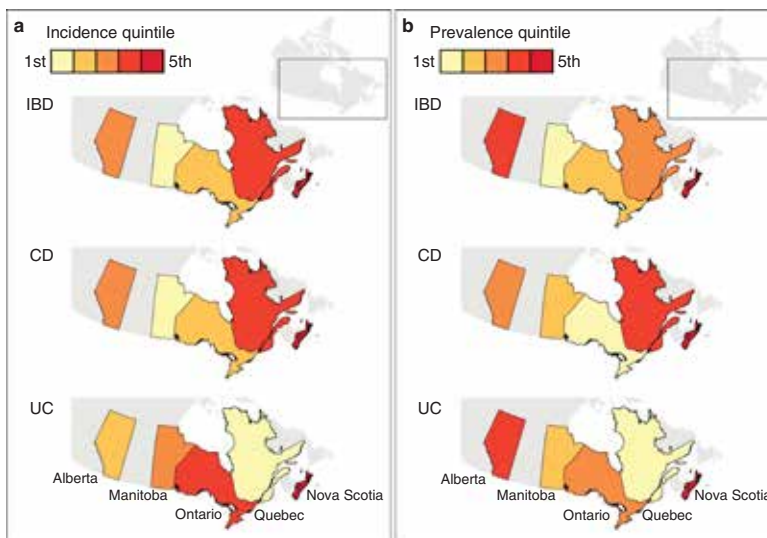 a
Incidence quintile
1st 5th
IBD
CD
UC
Alberta
Manitoba
Ontario
Quebec
Nova Scotia
b
Prevalence quintile
1st 5th
IBD
CD
UC
Alberta
Manitoba
Ontario
Quebec
Nova Scotia